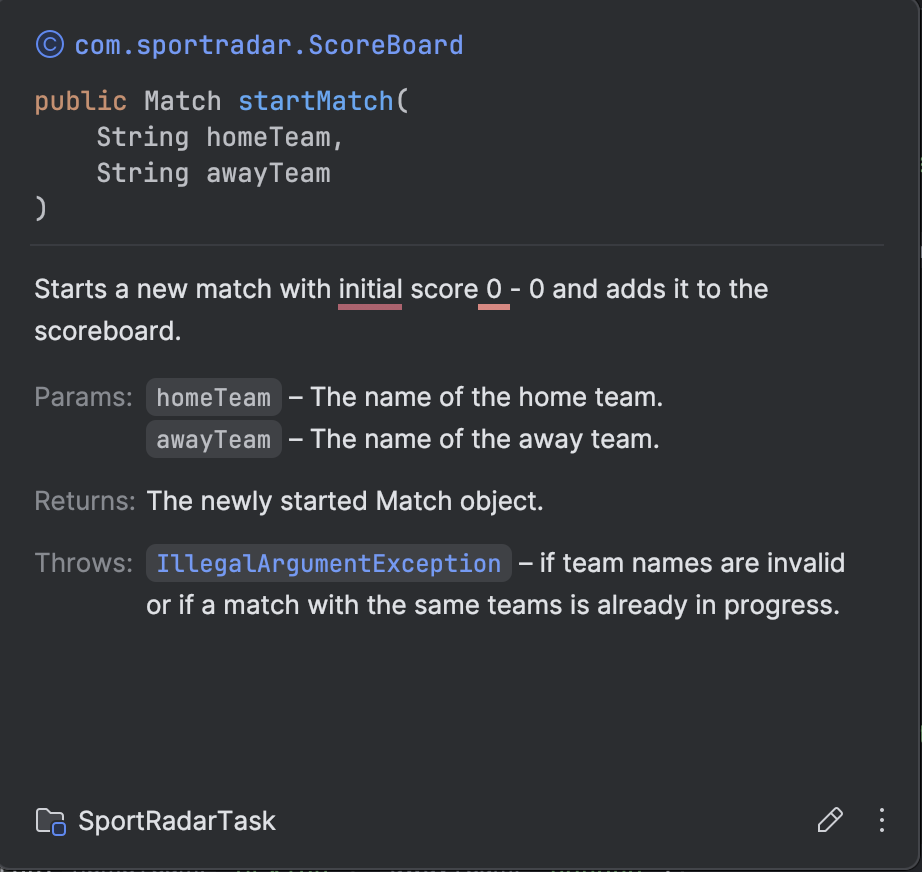 com.sportradar.ScoreBoard
public Match startMatch(
String homeTeam,
String awayTeam
)
Starts a new match with initial score 0 - 0 and adds it to the
scoreboard.
Params: homeTeam – The name of the home team.
awayTeam – The name of the away team.
Returns: The newly started Match object.
Throws: IllegalArgumentException – if team names are invalid
or if a match with the same teams is already in progress.
SportRadarTask